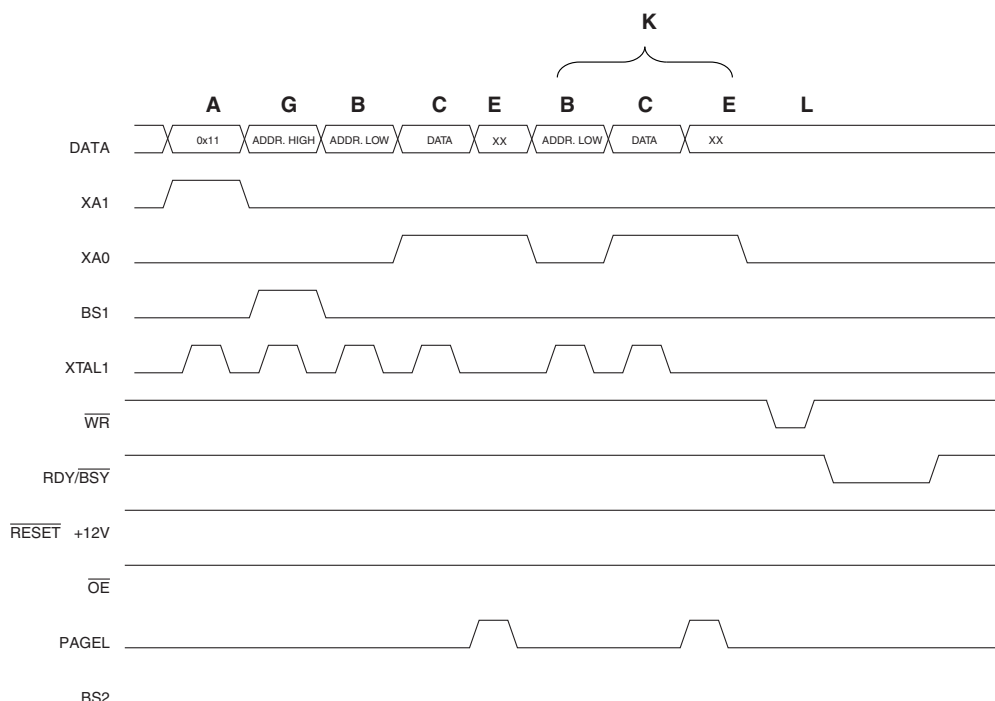 K
A G B C E B C E L
DATA 0x11 ADDR. HIGH ADDR. LOW DATA XX ADDR. LOW DATA XX
XA1
XA0
BS1
XTAL1
WR
RDY/BSY
RESET +12V
OE
PAGEL
BS2